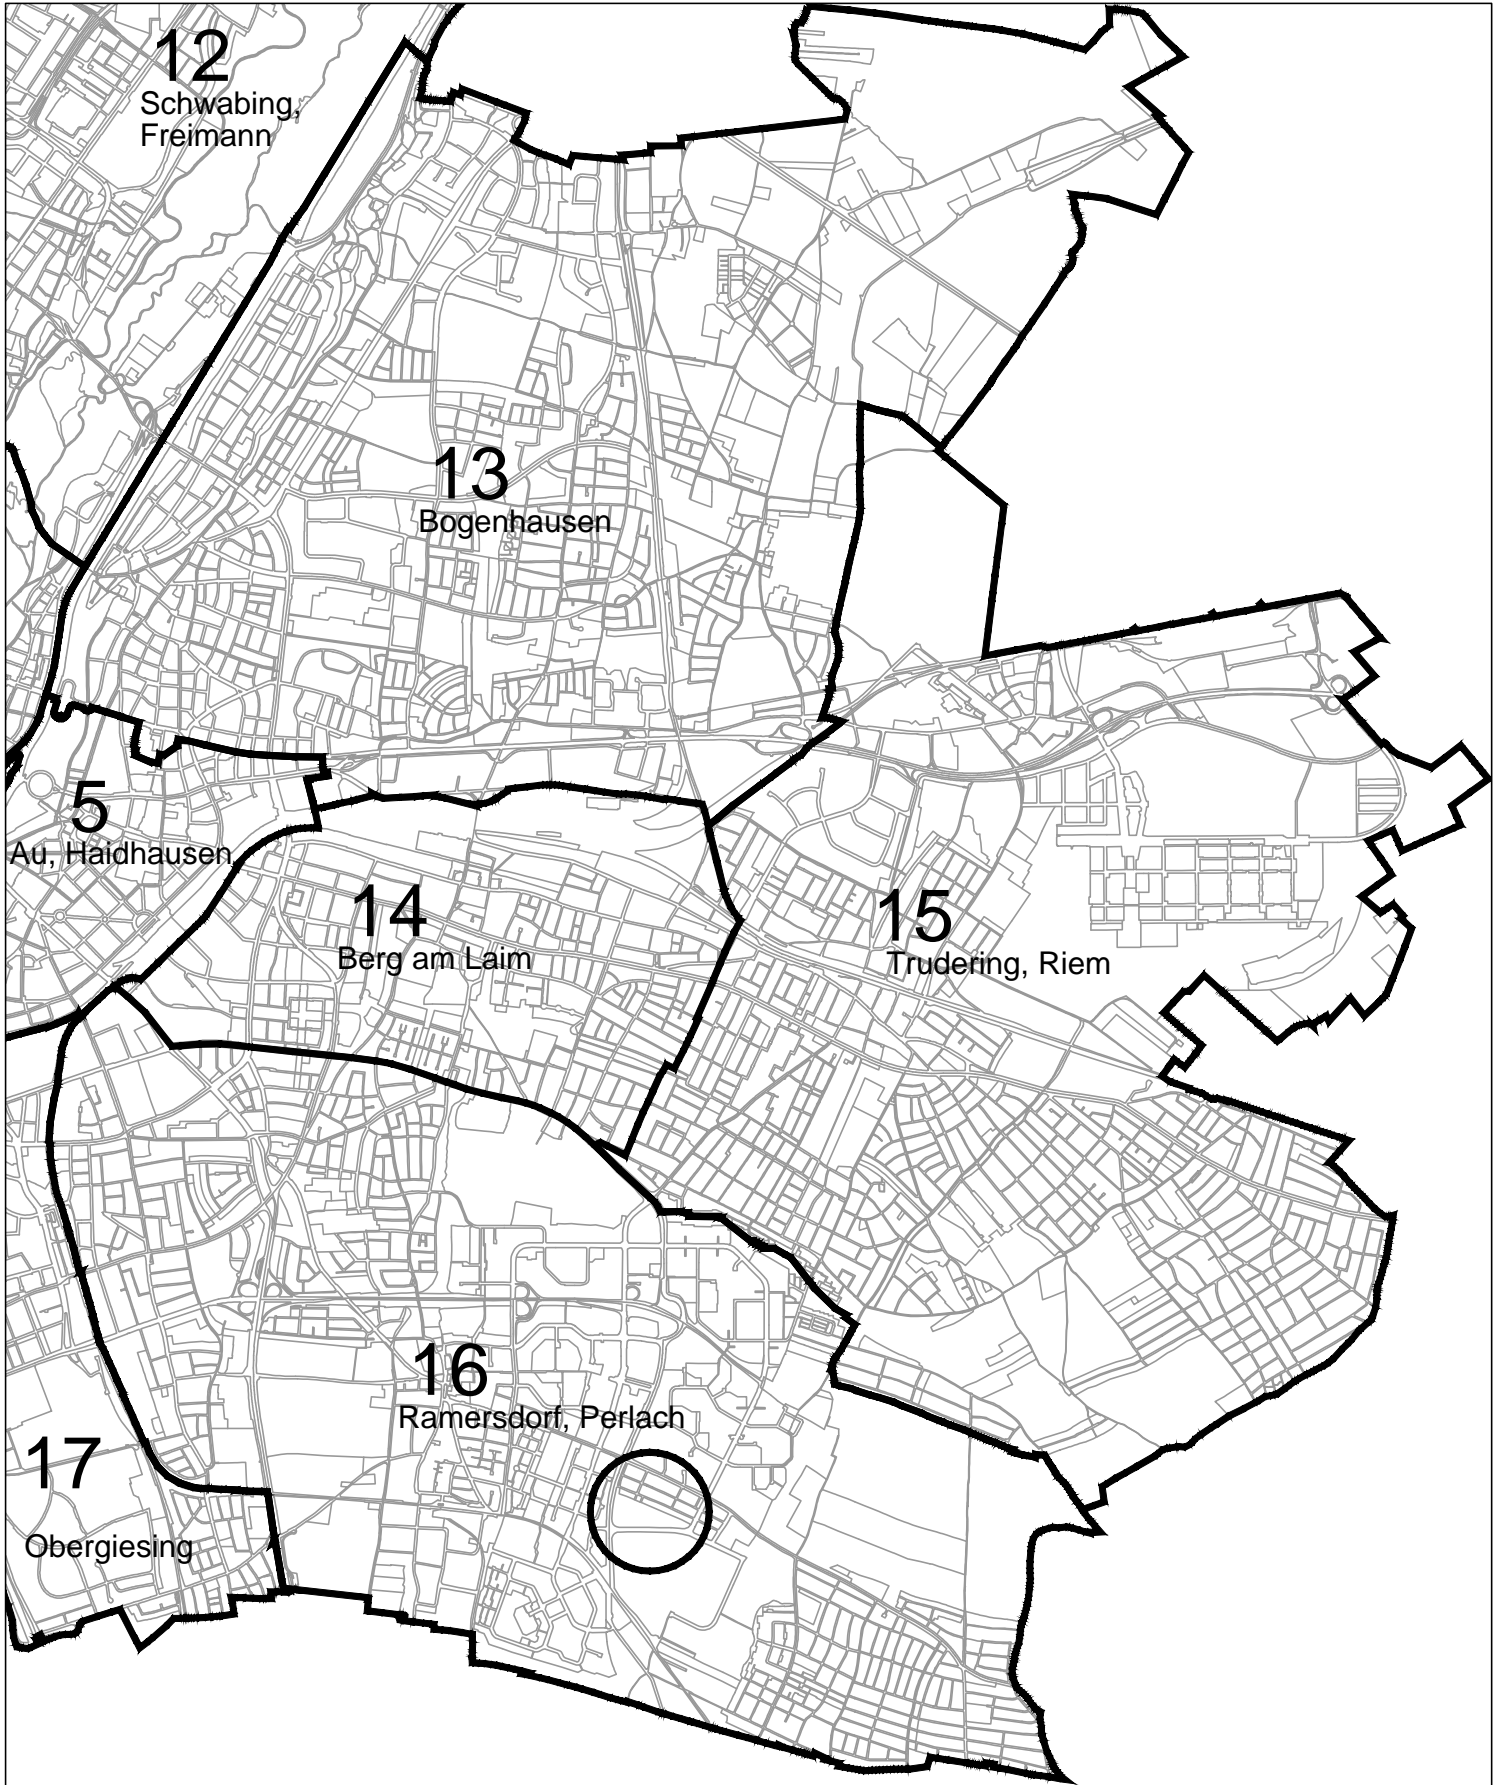 12
Schwabing,
Freimann
13
Bogenhausen
5
Au, Haidhausen
14
Berg am Laim
15
Trudering, Riem
16
Ramersdorf, Perlach
17
Obergiesing